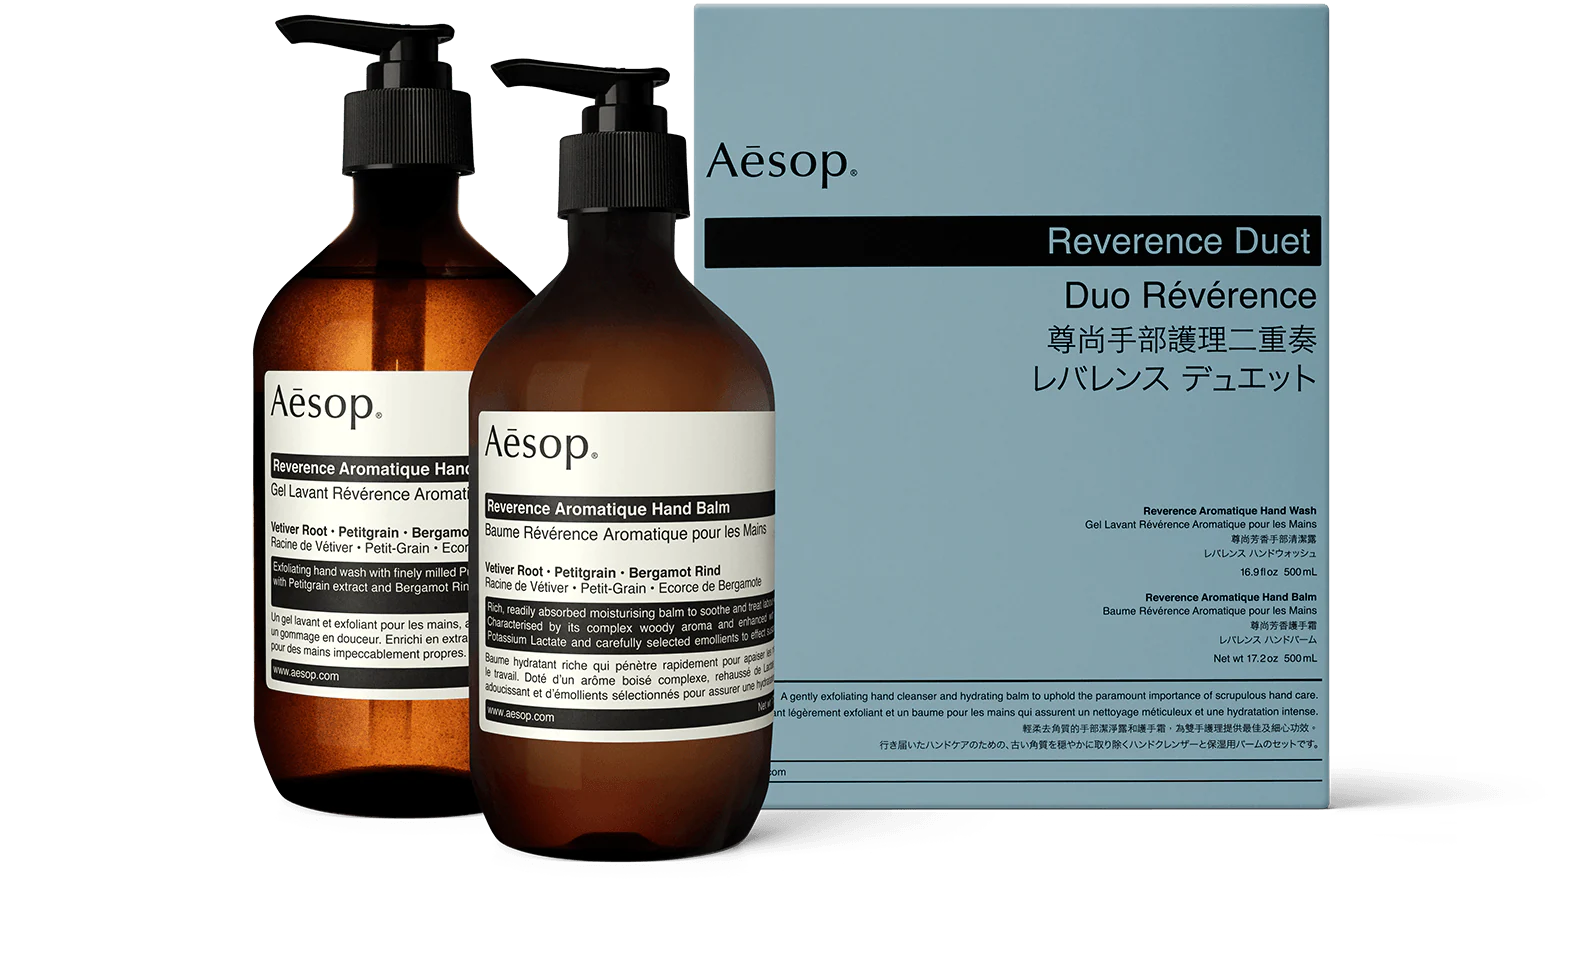 Aēsop®
Reverence Aromatique Hand
Gel Lavant Révérence Aromati
Vetiver Root • Petitgrain • Bergamo
Racine de Vétiver • Petit-Grain • Ecor
Exfoliating hand wash with finely milled
with Petitgrain extract and Bergamot Rin
Un gel lavant et exfoliant pour les mains,
un gommage en douceur. Enrichi en extra
pour des mains impeccablement propres.
www.aesop.com
Aēsop®
Reverence Aromatique Hand Balm
Baume Révérence Aromatique pour les Mains
Vetiver Root • Petitgrain • Bergamot Rind
Racine de Vétiver • Petit-Grain • Ecorce de Bergamote
Rich, readily absorbed moisturising balm to soothe and treat
Characterised by its complex woody aroma and enhanced
Potassium Lactate and carefully selected emollients to effect
Baume hydratant riche qui pénètre rapidement pour apaiser
le travail. Doté d’un arôme boisé complexe, rehaussé de
adoucissant et d’émollients sélectionnés pour assurer une
www.aesop.com
Net
Aēsop®
Reverence Duet
Duo Révérence
尊尚手部護理二重奏
レバレンス デュエット
Reverence Aromatique Hand Wash
Gel Lavant Révérence Aromatique pour les Mains
尊尚芳香手部清潔露
レバレンス ハンドウォッシュ
16.9 fl oz 500 mL
Reverence Aromatique Hand Balm
Baume Révérence Aromatique pour les Mains
尊尚芳香護手霜
レバレンス ハンドバーム
Net wt 17.2 oz 500 mL
A gently exfoliating hand cleanser and hydrating balm to uphold the paramount importance of scrupulous hand care.
nt légèrement exfoliant et un baume pour les mains qui assurent un nettoyage méticuleux et une hydratation intense.
輕柔去角質的手部潔淨露和護手霜，為雙手護理提供最佳及細心功效。
行き届いたハンドケアのための、古い角質を穏やかに取り除くハンドクレンザーと保湿用バームのセットです。
com